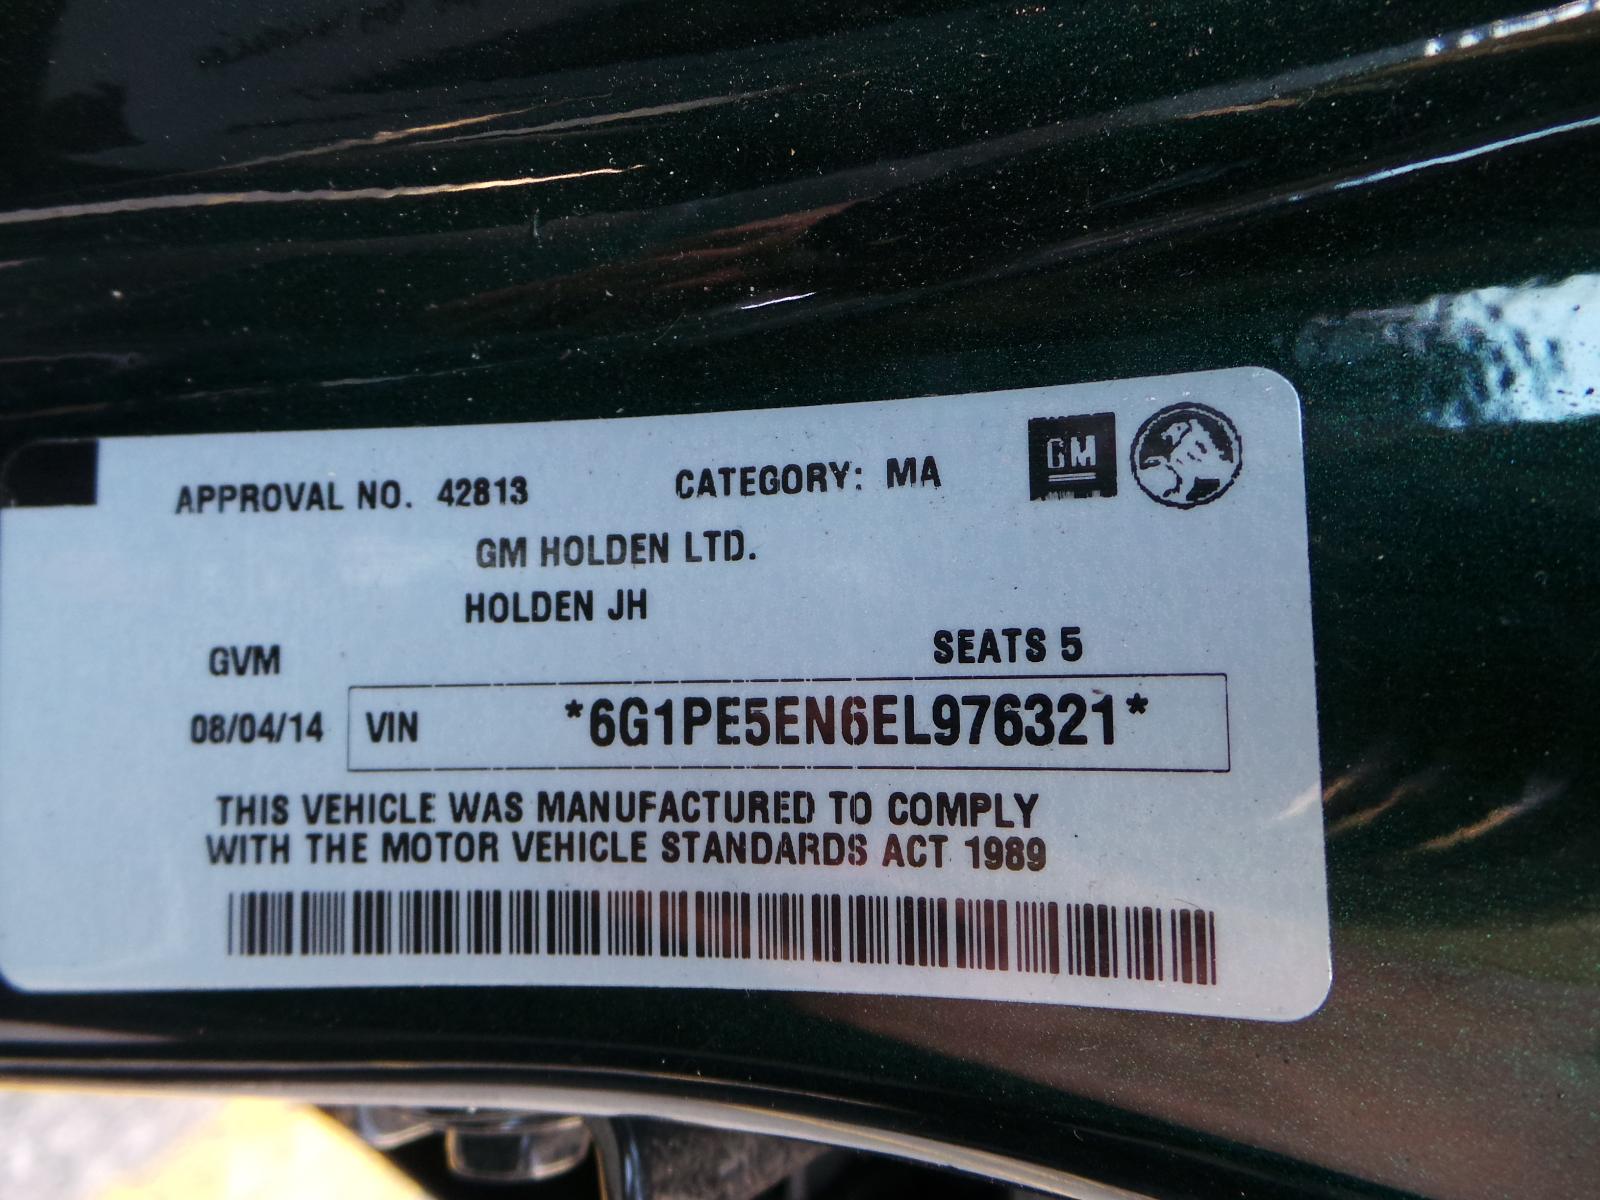 APPROVAL NO. 42813 CATEGORY: MA GM
GM HOLDEN LTD.
HOLDEN JH
GVM SEATS 5
08/04/14 VIN *6G1PE5EN6EL976321*
THIS VEHICLE WAS MANUFACTURED TO COMPLY
WITH THE MOTOR VEHICLE STANDARDS ACT 1989